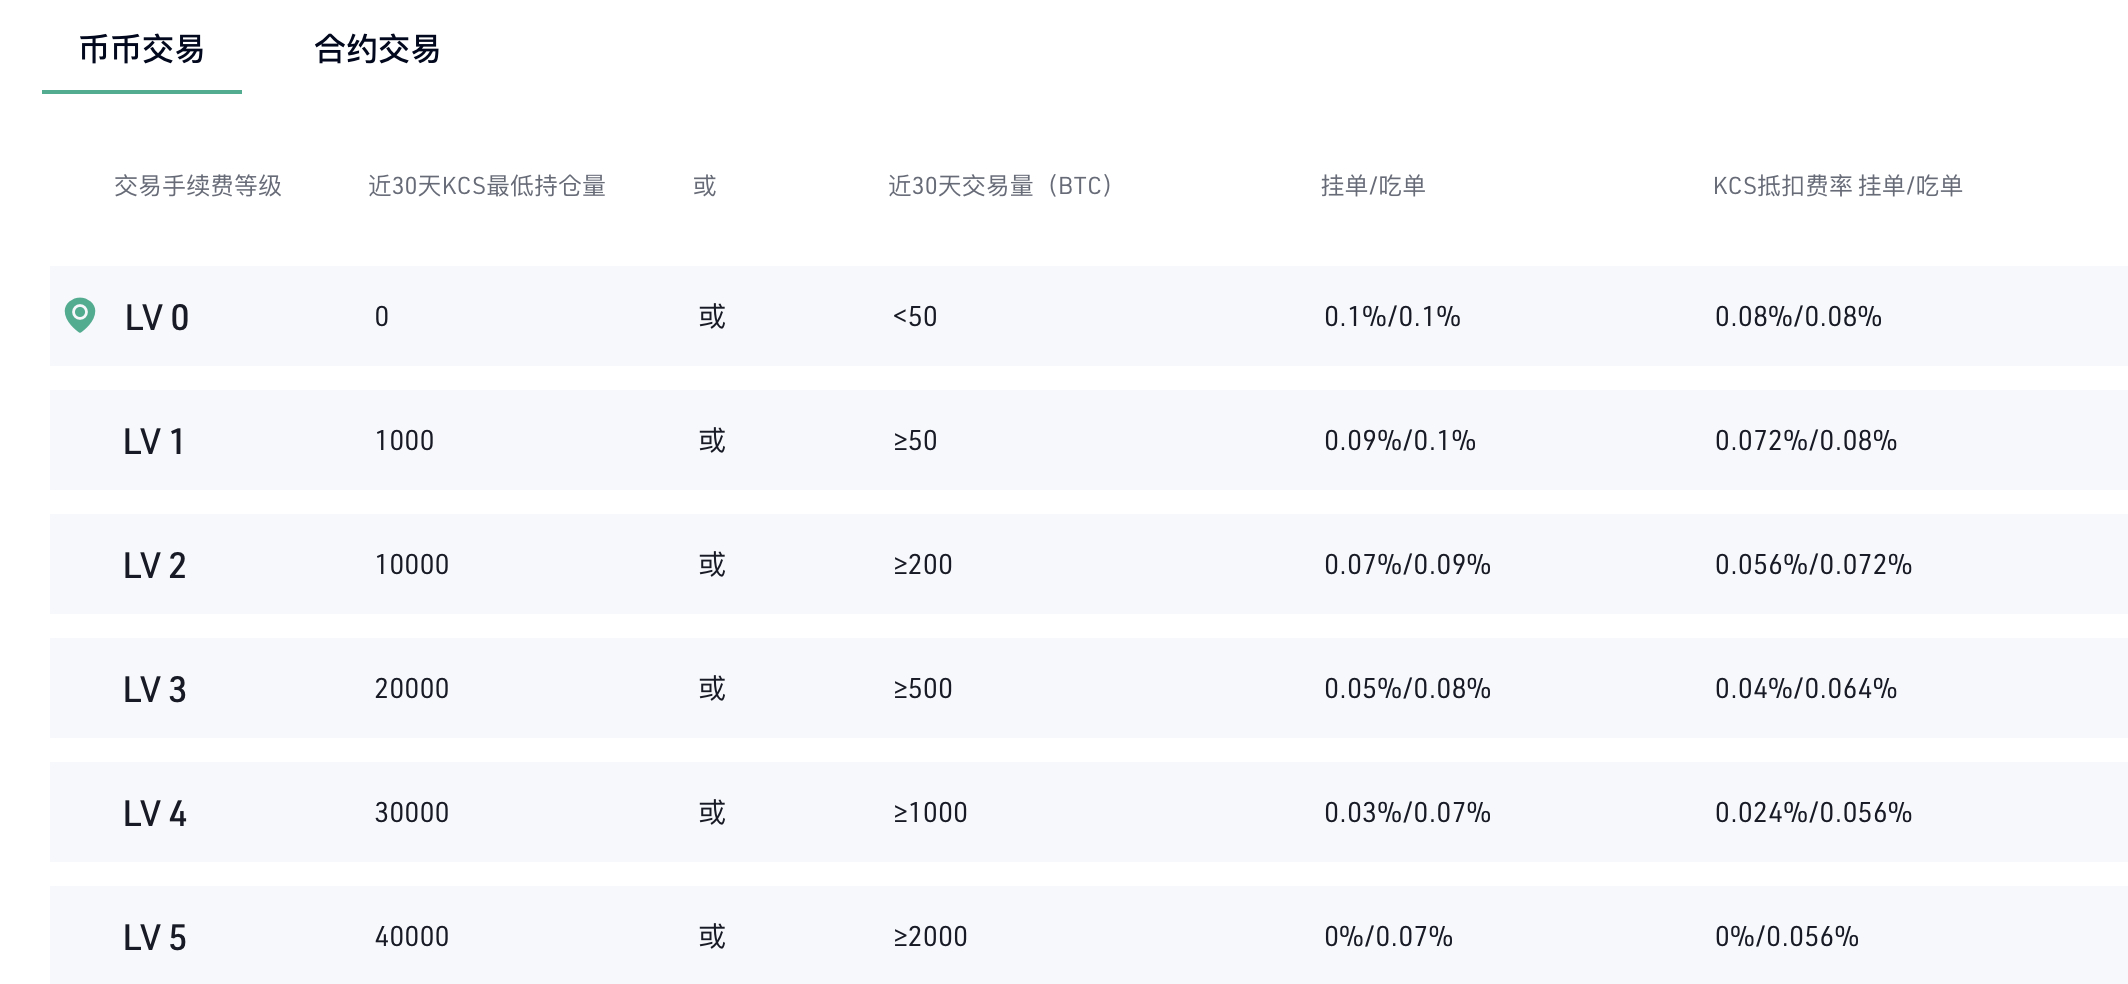 币币交易 合约交易
交易手续费等级 近30天KCS最低持仓量 或 近30天交易量（BTC） 挂单/吃单 KCS抵扣费率 挂单/吃单
LV 0 0 或 <50 0.1%/0.1% 0.08%/0.08%
LV 1 1000 或 ≥50 0.09%/0.1% 0.072%/0.08%
LV 2 10000 或 ≥200 0.07%/0.09% 0.056%/0.072%
LV 3 20000 或 ≥500 0.05%/0.08% 0.04%/0.064%
LV 4 30000 或 ≥1000 0.03%/0.07% 0.024%/0.056%
LV 5 40000 或 ≥2000 0%/0.07% 0%/0.056%